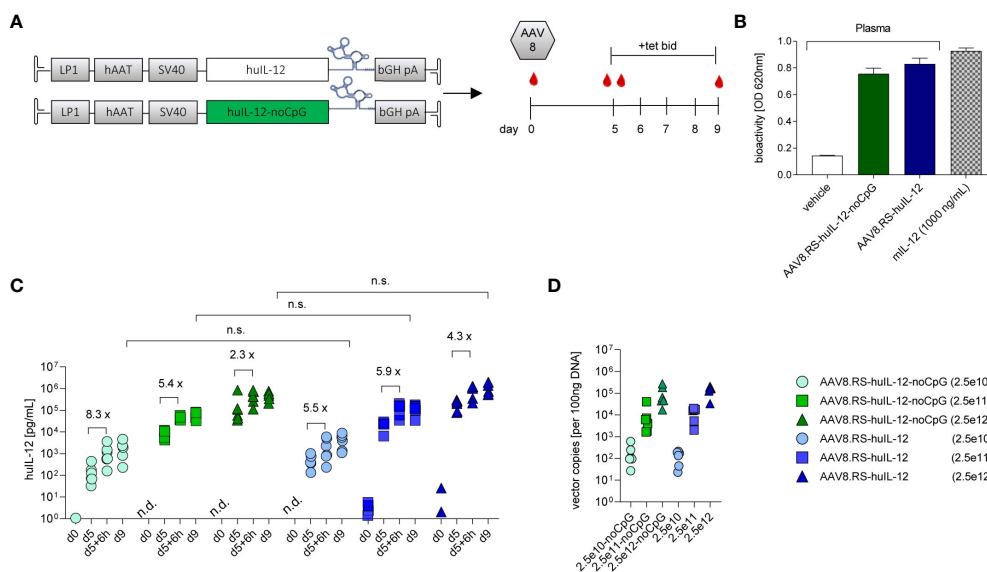 A
LP1 hAAT SV40 huIL-12 bGH pA
LP1 hAAT SV40 huIL-12-noCpG bGH pA
AAV
8
+tet bid
day 0 5 6 7 8 9
B
Plasma
bioactivity [OD 620nm]
1.0
0.8
0.6
0.4
0.2
0.0
vehicle
AAV8.RS-huIL-12-noCpG
AAV8.RS-huIL-12
mIL-12 (1000 ng/mL)
C
n.s.
n.s.
n.s.
8.3 x
5.4 x
2.3 x
5.5 x
5.9 x
4.3 x
huIL-12 [pg/mL]
10⁷
10⁶
10⁵
10⁴
10³
10²
10¹
10⁰
n.d. n.d. n.d.
d0 d5 d5+6h d9 d0 d5 d5+6h d9 d0 d5 d5+6h d9 d0 d5 d5+6h d9 d0 d5 d5+6h d9 d0 d5 d5+6h d9
D
vector copies [per 100ng DNA]
10⁷
10⁶
10⁵
10⁴
10³
10²
10¹
10⁰
2.5e10-noCpG
2.5e11-noCpG
2.5e12-noCpG
2.5e10
2.5e11
2.5e12
AAV8.RS-huIL-12-noCpG (2.5e10
AAV8.RS-huIL-12-noCpG (2.5e11
AAV8.RS-huIL-12-noCpG (2.5e12
AAV8.RS-huIL-12 (2.5e10
AAV8.RS-huIL-12 (2.5e11
AAV8.RS-huIL-12 (2.5e12